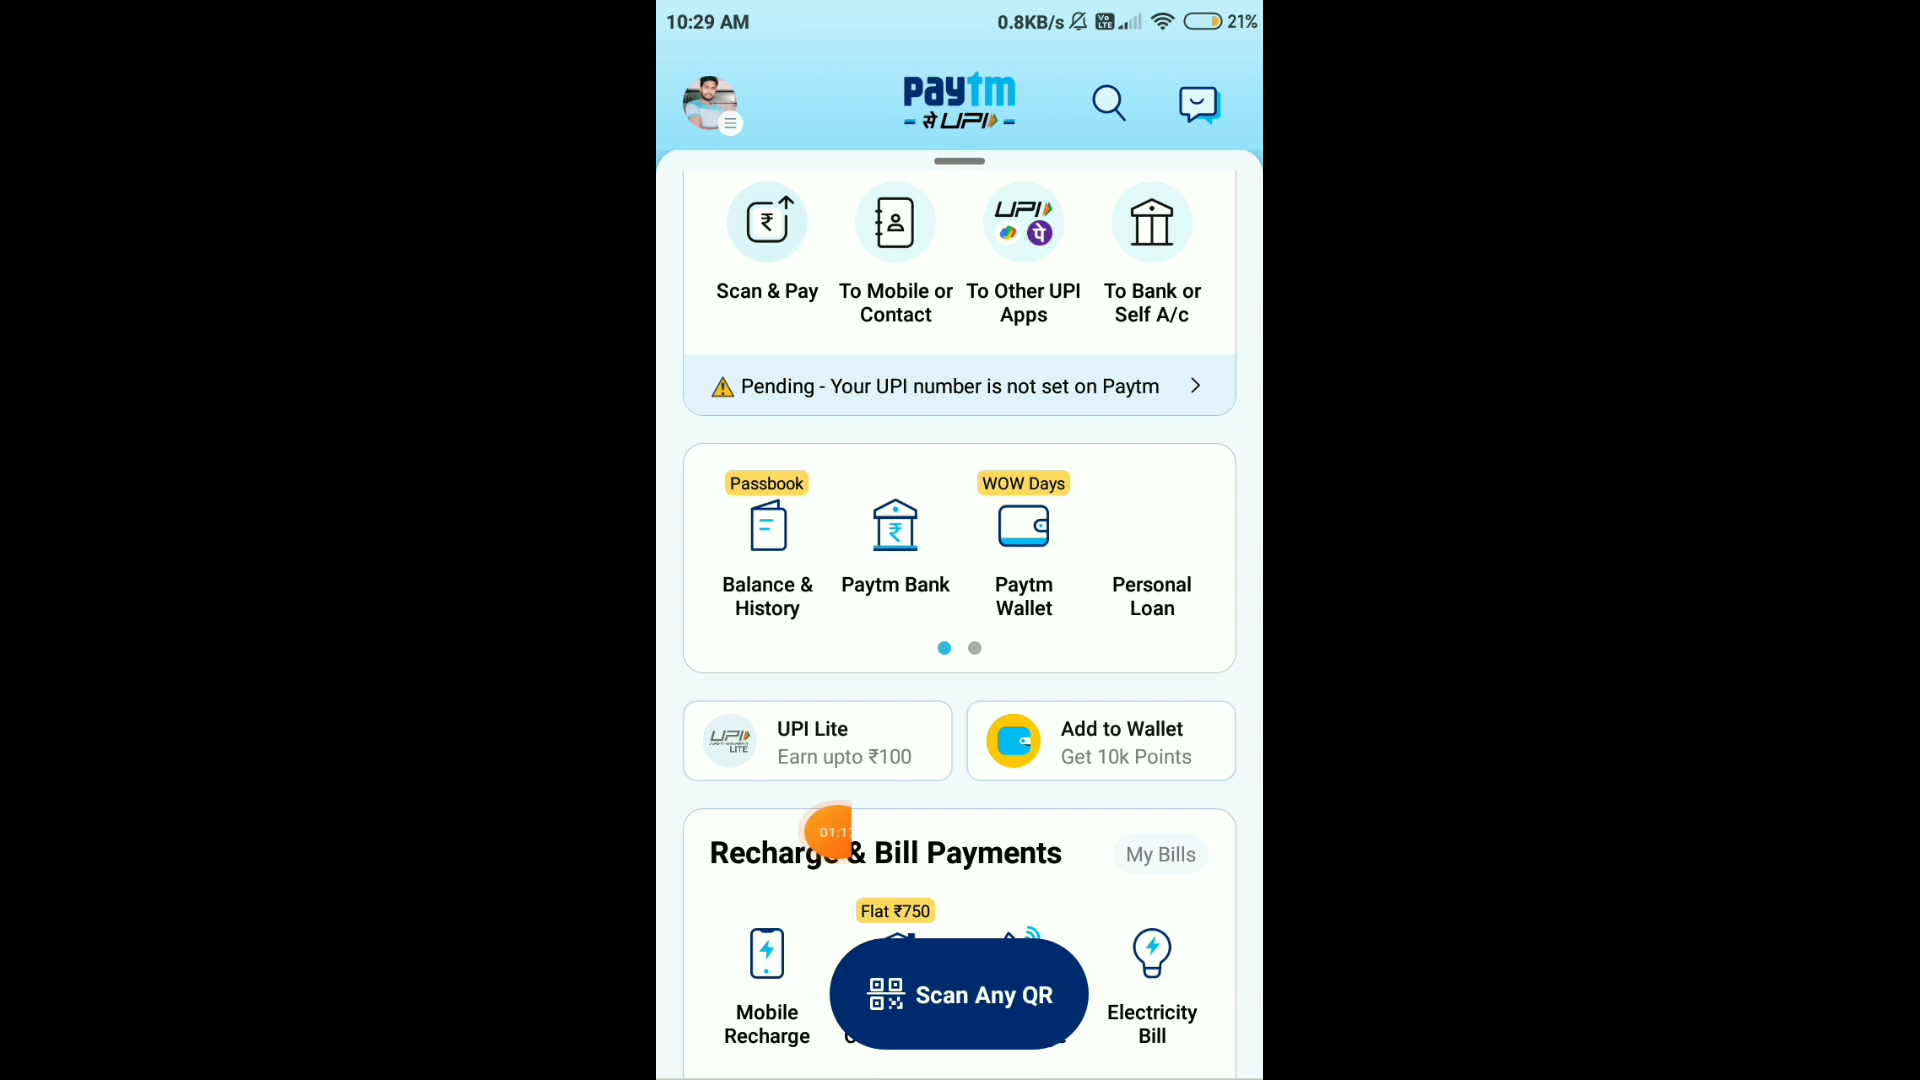 10:29 AM
0.8KB/s
Vo
LTE
21%
paytm
से UPI
₹
UPI
पे
Scan & Pay
To Mobile or
Contact
To Other UPI
Apps
To Bank or
Self A/c
Pending - Your UPI number is not set on Paytm
Passbook
WOW Days
₹
Balance &
History
Paytm Bank
Paytm
Wallet
Personal
Loan
UPI
LITE
UPI Lite
Earn upto ₹100
Add to Wallet
Get 10k Points
01:1
Recharge & Bill Payments
My Bills
Flat ₹750
Scan Any QR
Mobile
Recharge
Electricity
Bill